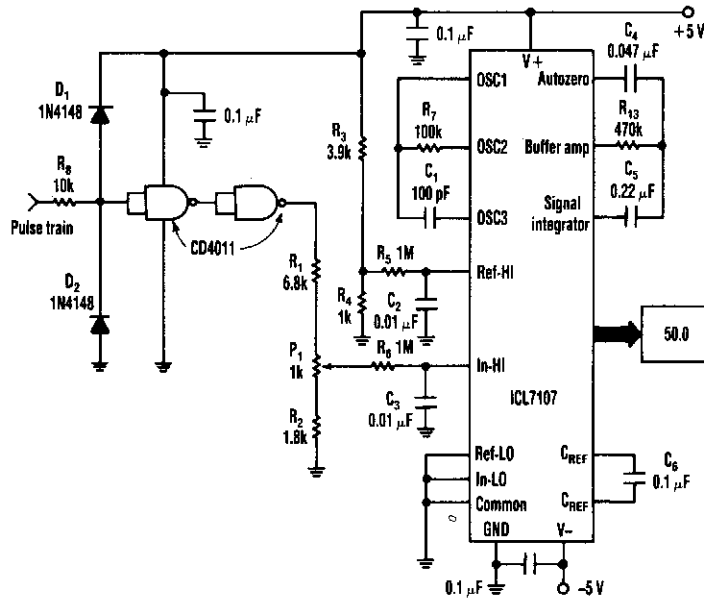 0.1 µF
+5 V
V+
C4
0.047 µF
OSC1
Autozero
D1
1N4148
0.1 µF
R3
3.9k
R7
100k
OSC2
Buffer amp
R13
470k
R8
10k
C1
100 pF
C5
0.22 µF
Pulse train
CD4011
OSC3
Signal
integrator
R1
6.8k
R5 1M
Ref-HI
D2
1N4148
R4
1k
C2
0.01 µF
50.0
P1
1k
R6 1M
In-HI
C3
0.01 µF
ICL7107
R2
1.8k
Ref-LO
CREF
C6
0.1 µF
In-LO
Common
CREF
GND
V−
0.1 µF
−5 V